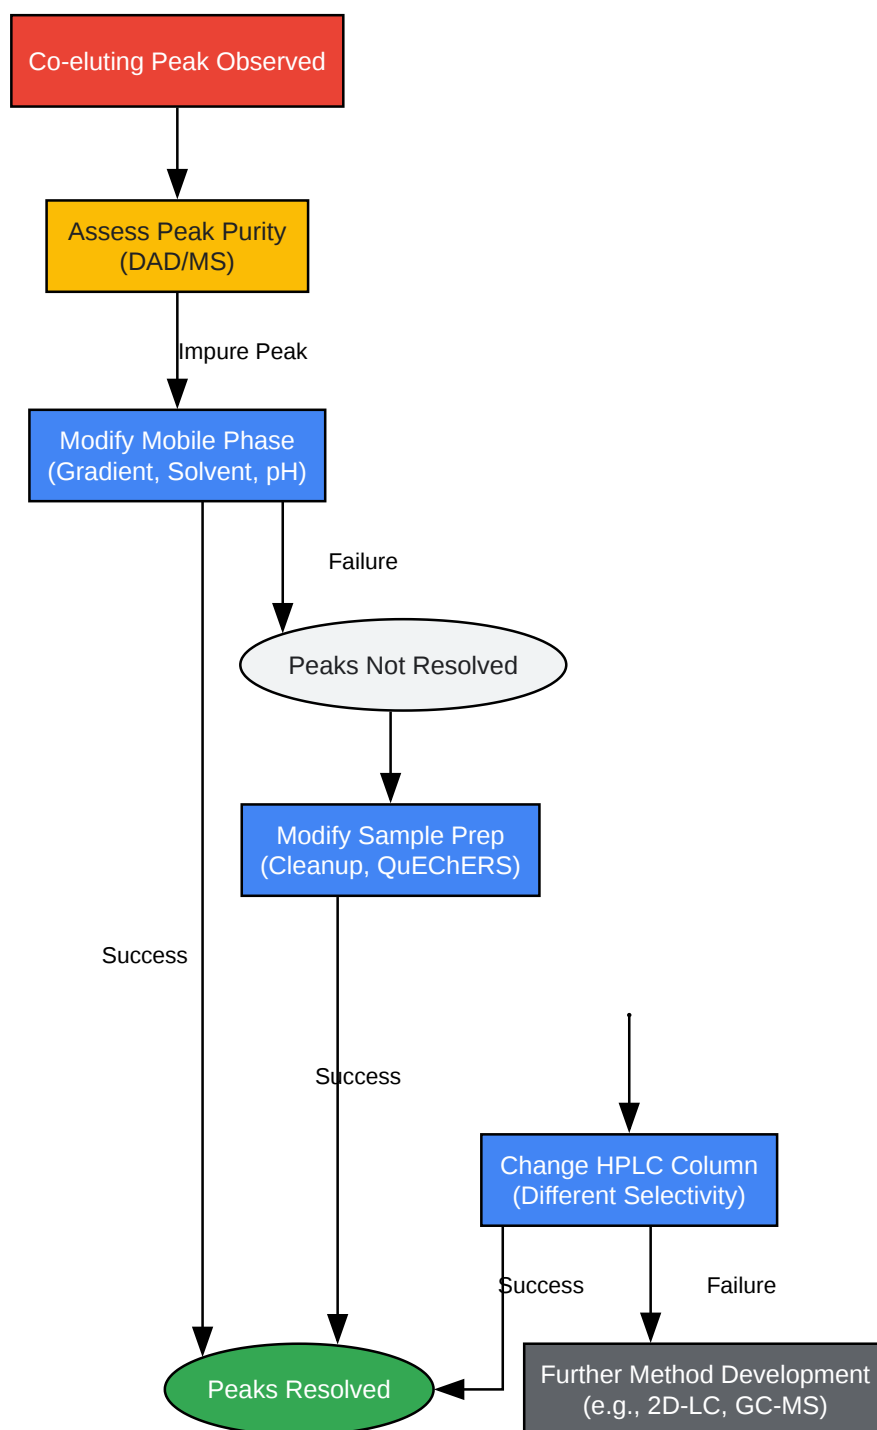 Co-eluting Peak Observed
Assess Peak Purity
(DAD/MS)
Impure Peak
Modify Mobile Phase
(Gradient, Solvent, pH)
Failure
Peaks Not Resolved
Modify Sample Prep
(Cleanup, QuEChERS)
Success
Success
Change HPLC Column
(Different Selectivity)
Success
Failure
Peaks Resolved
Further Method Development
(e.g., 2D-LC, GC-MS)